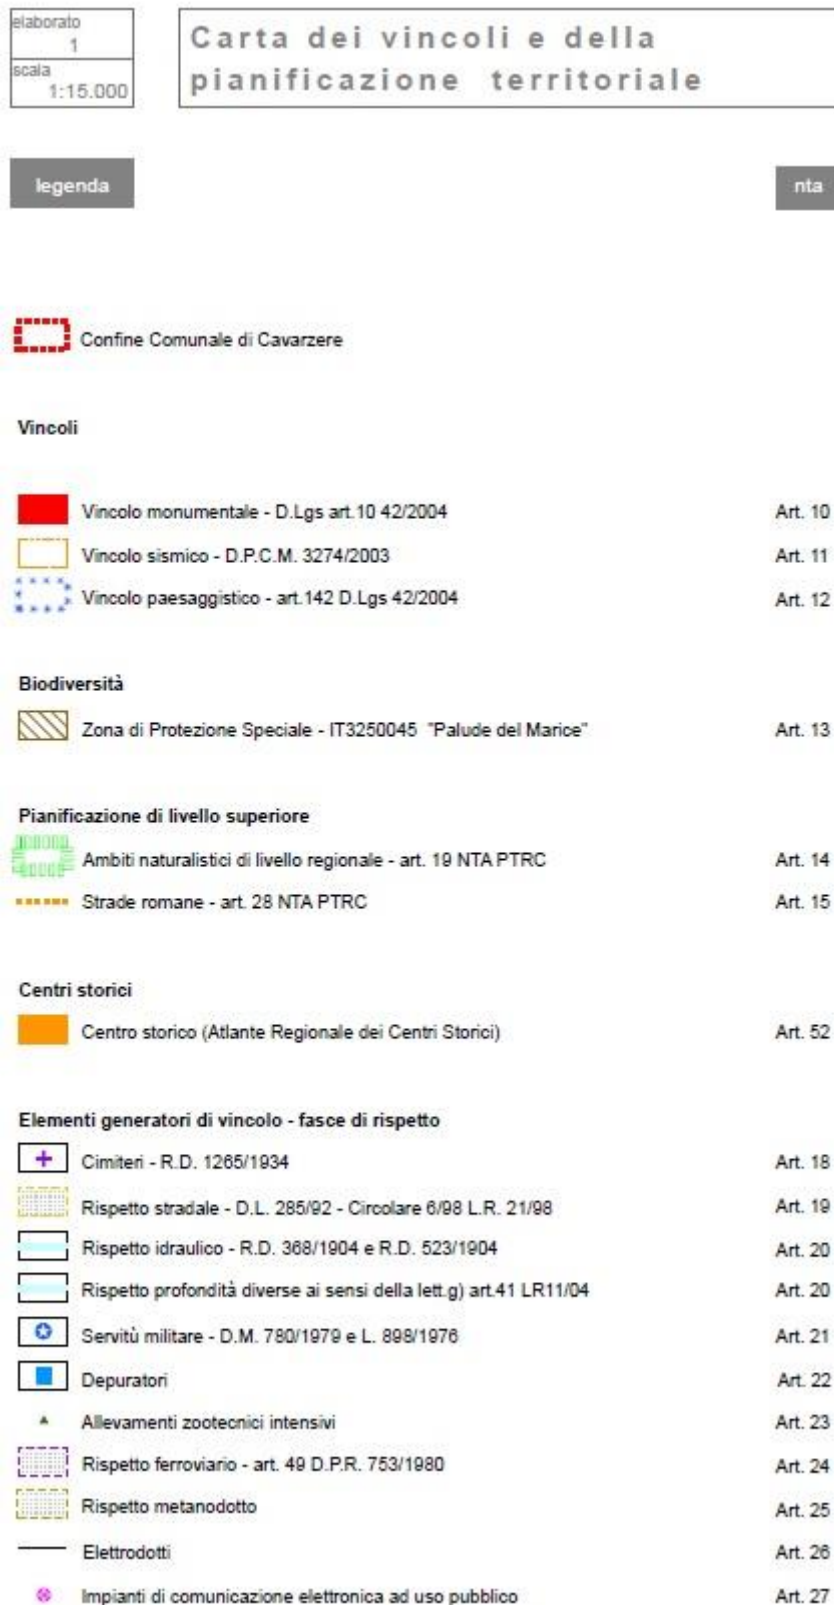 elaborato
1
scala
1:15.000
Carta dei vincoli e della
pianificazione territoriale
legenda
nta
Confine Comunale di Cavarzere
Vincoli
Vincolo monumentale - D.Lgs art.10 42/2004 Art. 10
Vincolo sismico - D.P.C.M. 3274/2003 Art. 11
Vincolo paesaggistico - art.142 D.Lgs 42/2004 Art. 12
Biodiversità
Zona di Protezione Speciale - IT3250045 "Palude del Marice" Art. 13
Pianificazione di livello superiore
Ambiti naturalistici di livello regionale - art. 19 NTA PTRC Art. 14
Strade romane - art. 28 NTA PTRC Art. 15
Centri storici
Centro storico (Atlante Regionale dei Centri Storici) Art. 52
Elementi generatori di vincolo - fasce di rispetto
Cimiteri - R.D. 1265/1934 Art. 18
Rispetto stradale - D.L. 285/92 - Circolare 6/98 L.R. 21/98 Art. 19
Rispetto idraulico - R.D. 368/1904 e R.D. 523/1904 Art. 20
Rispetto profondità diverse ai sensi della lett.g) art.41 LR11/04 Art. 20
Servitù militare - D.M. 780/1979 e L. 898/1976 Art. 21
Depuratori Art. 22
Allevamenti zootecnici intensivi Art. 23
Rispetto ferroviario - art. 49 D.P.R. 753/1980 Art. 24
Rispetto metanodotto Art. 25
Elettrodotti Art. 26
Impianti di comunicazione elettronica ad uso pubblico Art. 27